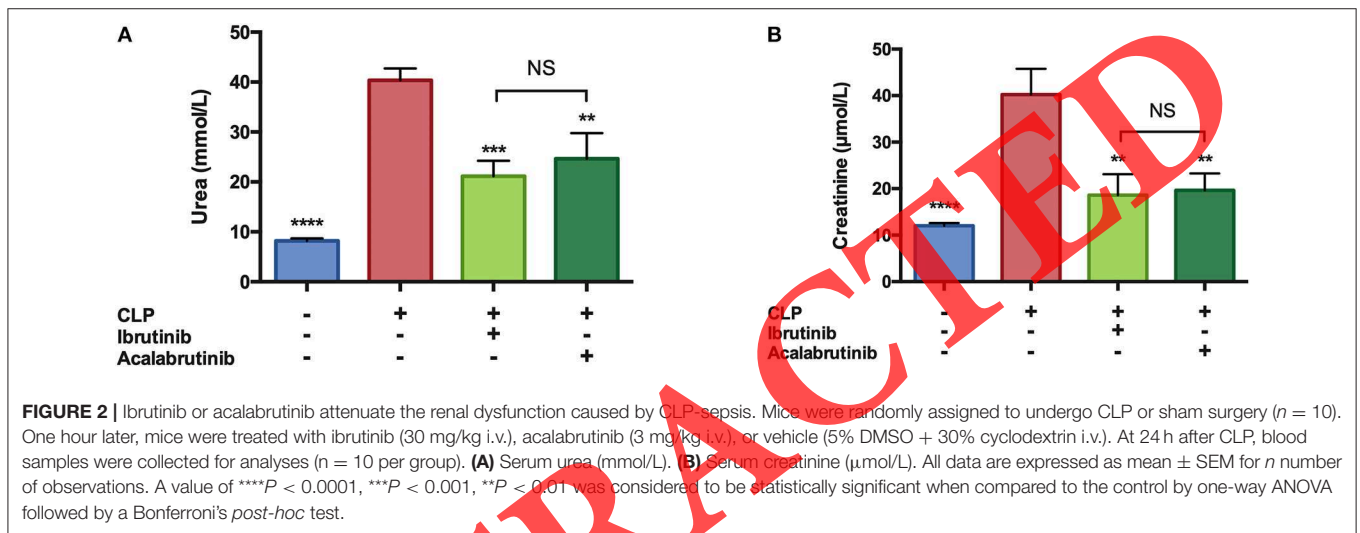 A
B
50
40
30
20
10
0
Urea (mmol/L)
****
***
**
NS
50
40
30
20
10
0
Creatinine (μmol/L)
****
**
**
NS
CLP - + + +
Ibrutinib - - + -
Acalabrutinib - - - +
CLP - + + +
Ibrutinib - - + -
Acalabrutinib - - - +
FIGURE 2 | Ibrutinib or acalabrutinib attenuate the renal dysfunction caused by CLP-sepsis. Mice were randomly assigned to undergo CLP or sham surgery (n = 10).
One hour later, mice were treated with ibrutinib (30 mg/kg i.v.), acalabrutinib (3 mg/kg i.v.), or vehicle (5% DMSO + 30% cyclodextrin i.v.). At 24 h after CLP, blood
samples were collected for analyses (n = 10 per group). (A) Serum urea (mmol/L). (B) Serum creatinine (μmol/L). All data are expressed as mean ± SEM for n number
of observations. A value of ****P < 0.0001, ***P < 0.001, **P < 0.01 was considered to be statistically significant when compared to the control by one-way ANOVA
followed by a Bonferroni's post-hoc test.
RACTED